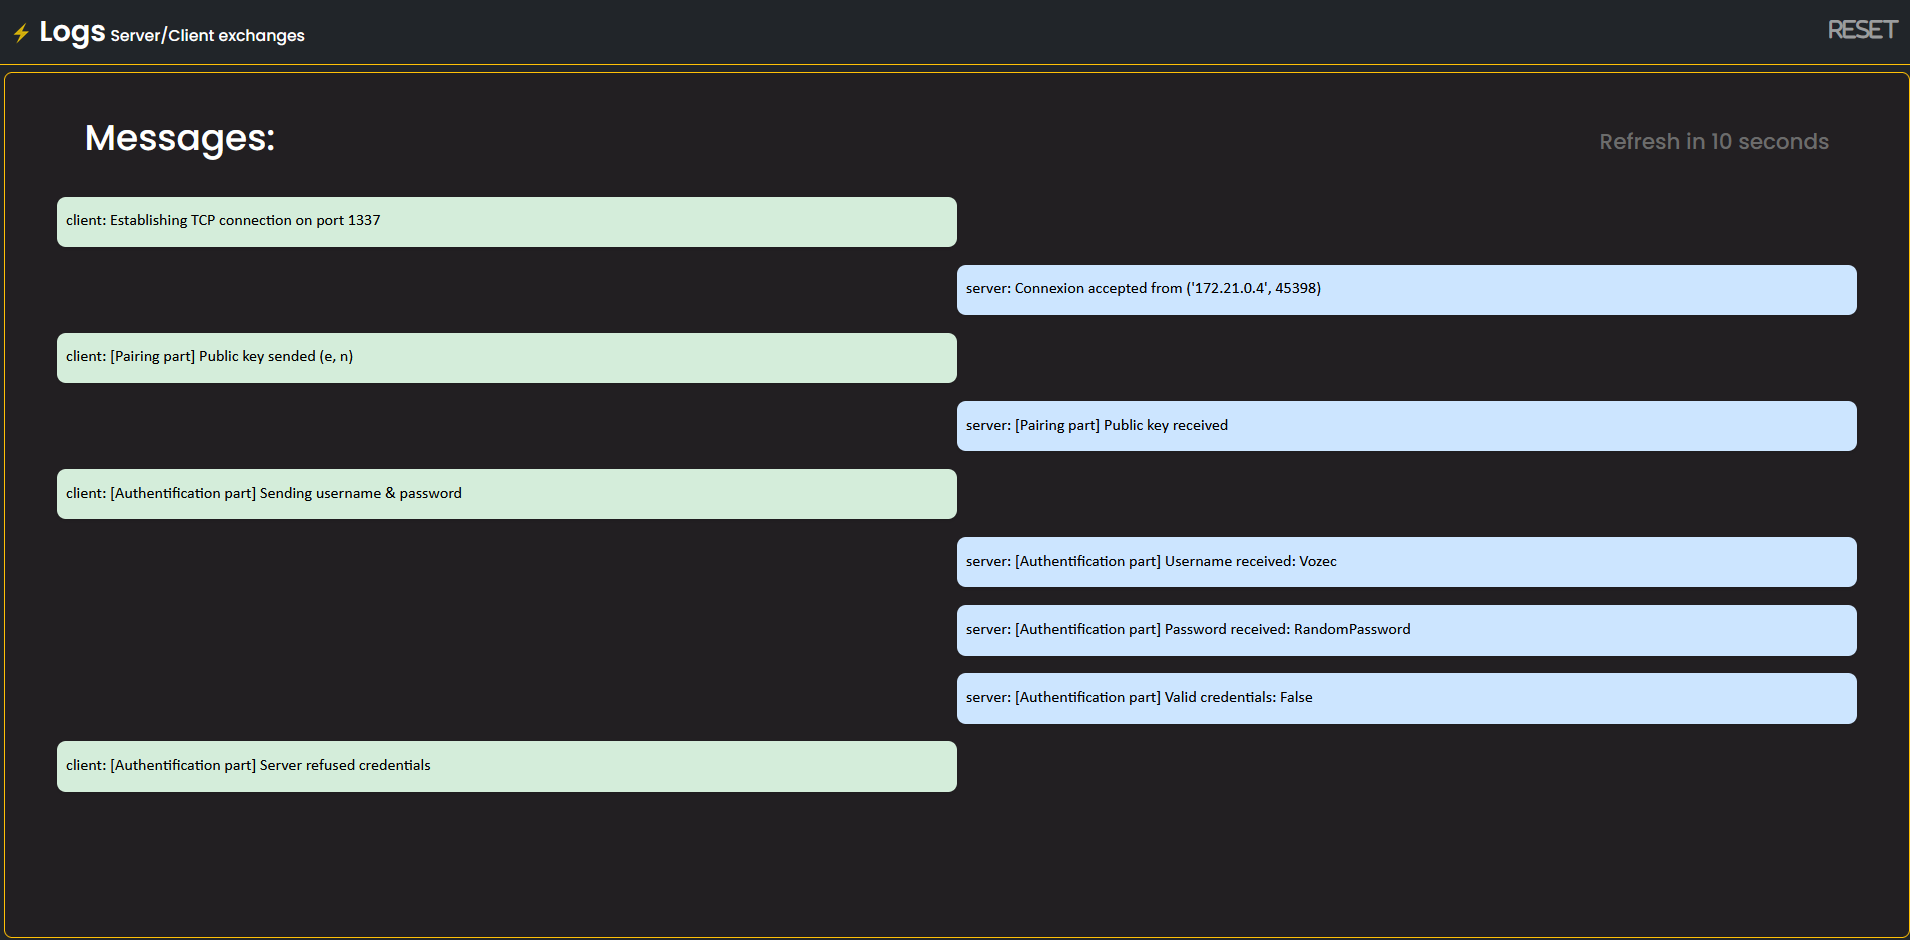 ⚡ Logs Server/Client exchanges
RESET
Messages:
Refresh in 10 seconds
client: Establishing TCP connection on port 1337
server: Connexion accepted from ('172.21.0.4', 45398)
client: [Pairing part] Public key sended (e, n)
server: [Pairing part] Public key received
client: [Authentification part] Sending username & password
server: [Authentification part] Username received: Vozec
server: [Authentification part] Password received: RandomPassword
server: [Authentification part] Valid credentials: False
client: [Authentification part] Server refused credentials